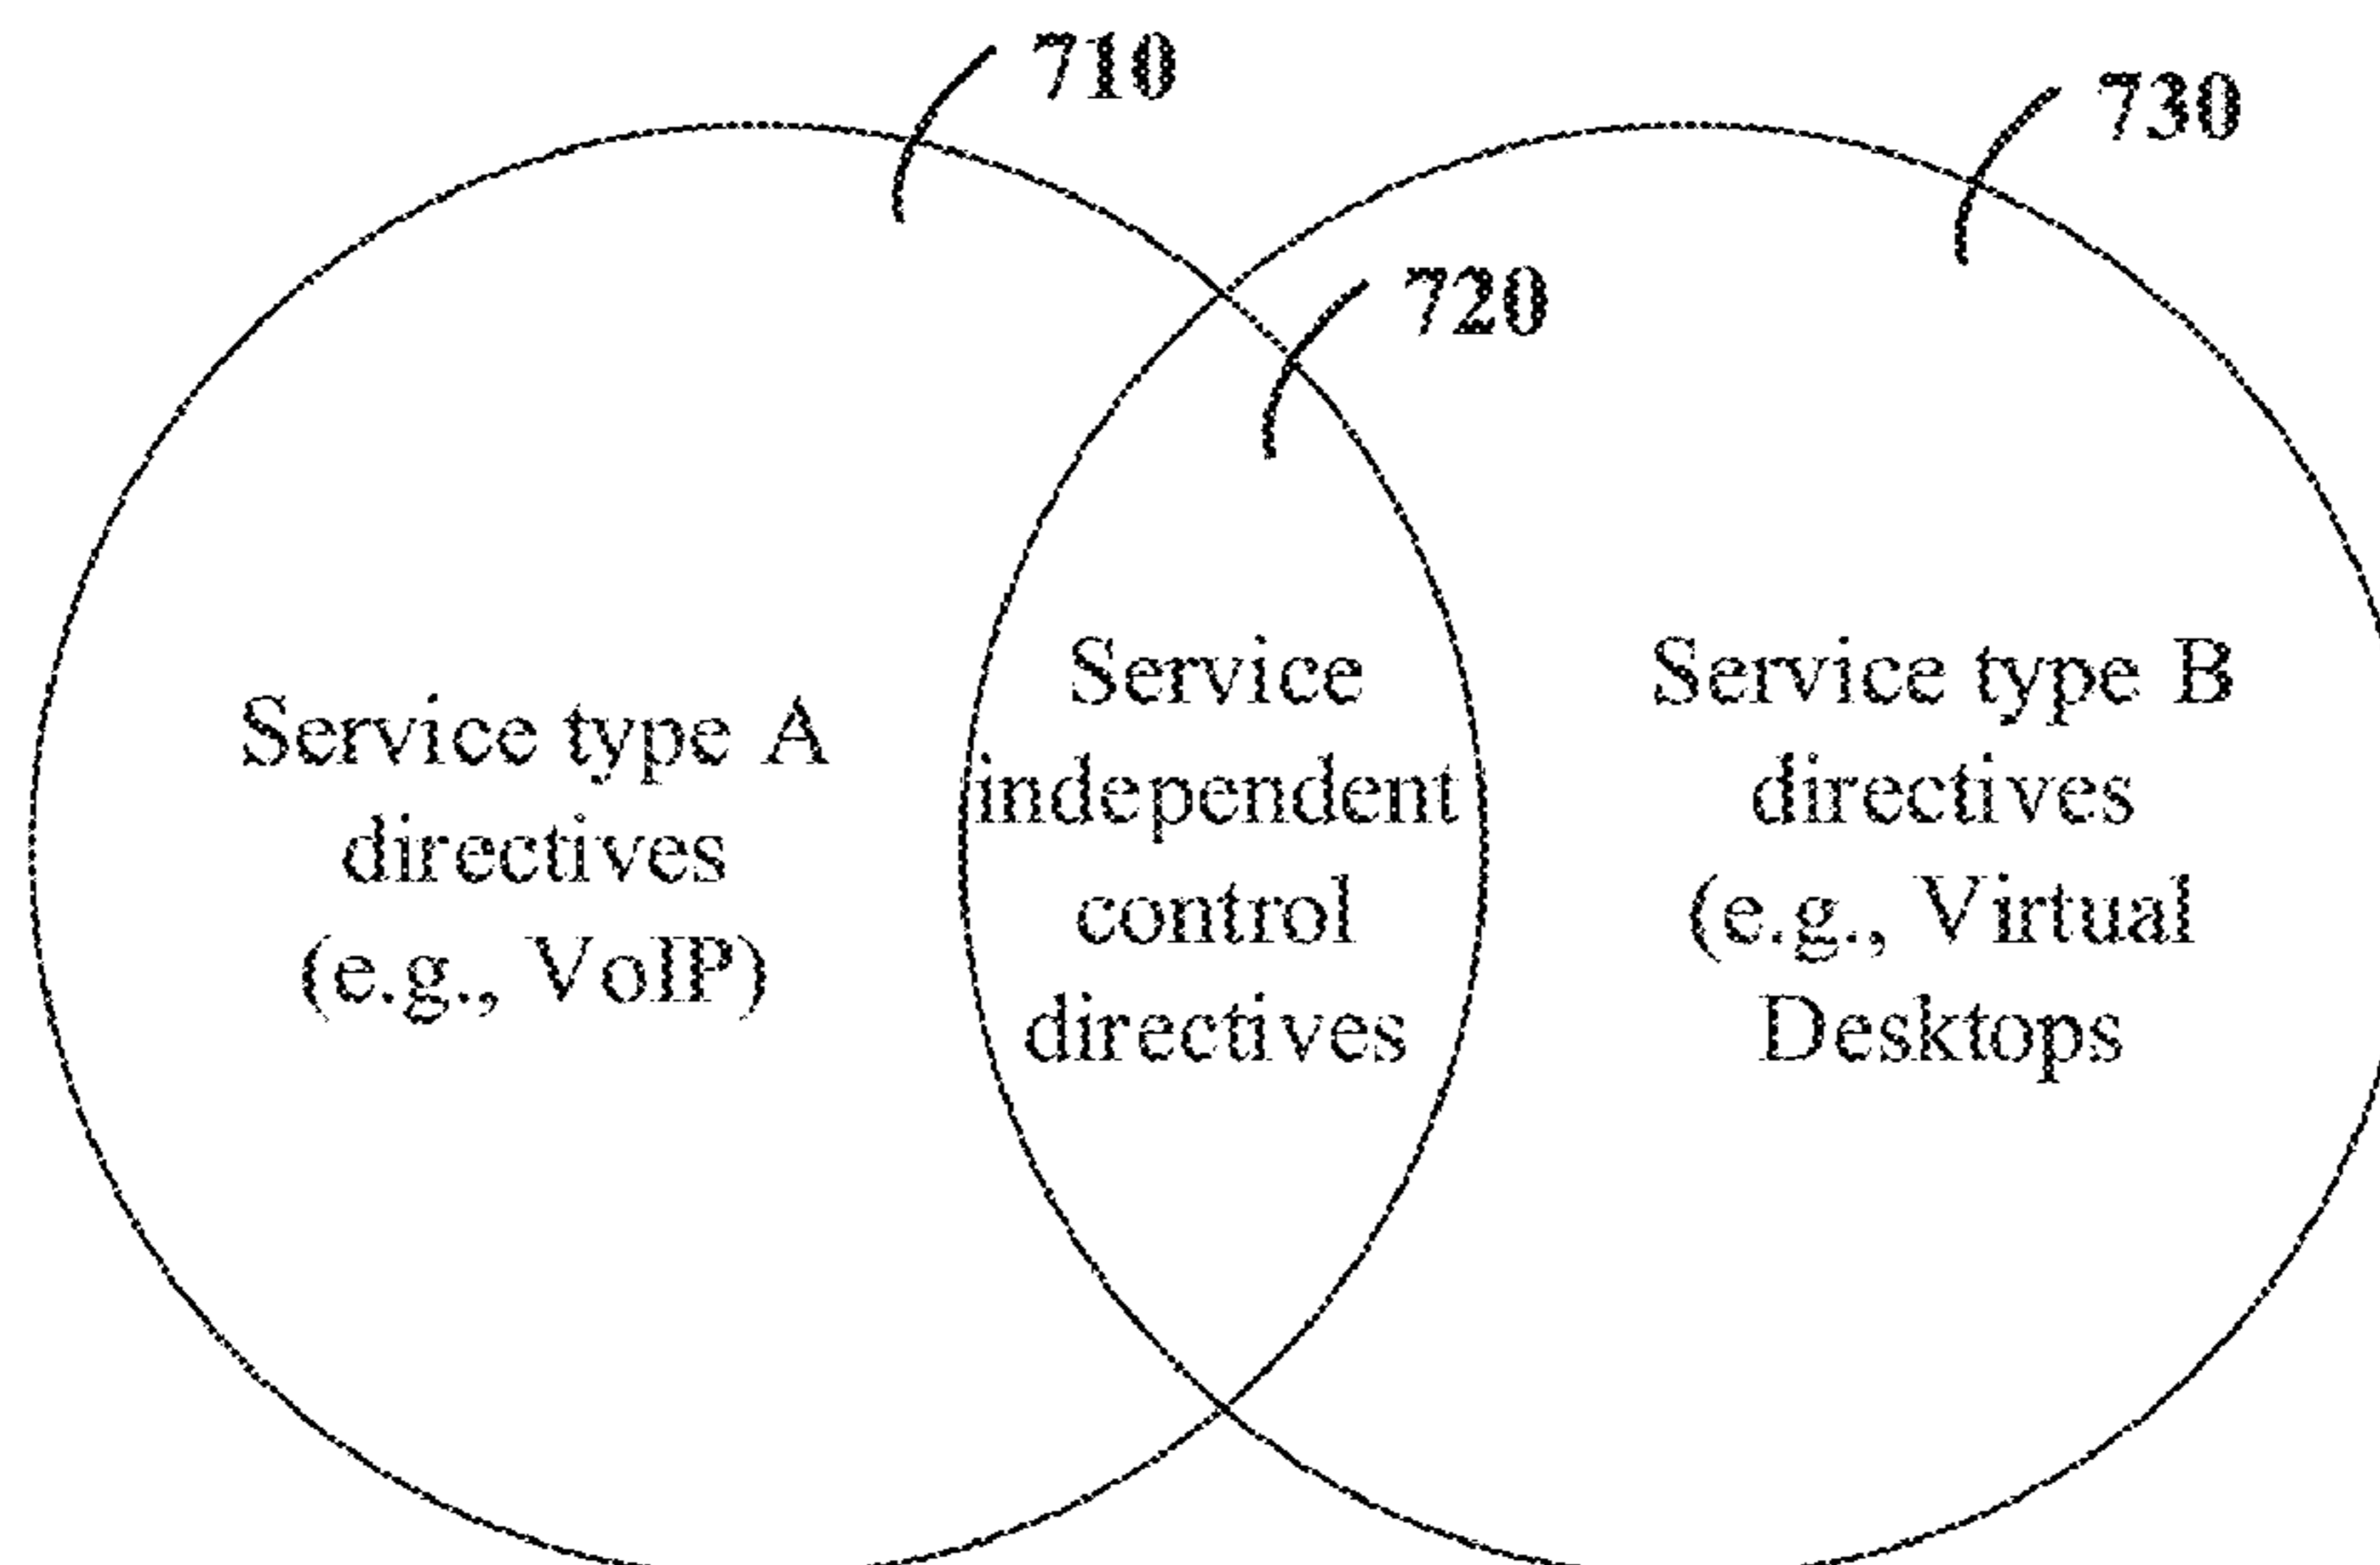 710
730
720
Service type A
directives
(e.g., VoIP)
Service
independent
control
directives
Service type B
directives
(e.g., Virtual
Desktops